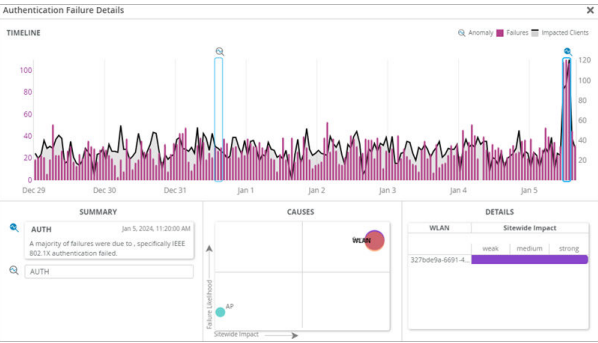 Authentication Failure Details
TIMELINE
Anomaly Failures Impacted Clients
100
80
60
40
20
0
120
100
80
60
40
20
Dec 29 Dec 30 Dec 31 Jan 1 Jan 2 Jan 3 Jan 4 Jan 5
SUMMARY
AUTH Jan 5, 2024, 11:20:00 AM
A majority of failures were due to , specifically IEEE
802.1X authentication failed.
AUTH
CAUSES
Failure Likelihood
WLAN
AP
Sitewide Impact
DETAILS
WLAN Sitewide Impact
weak medium strong
327bde9a-6691-4...